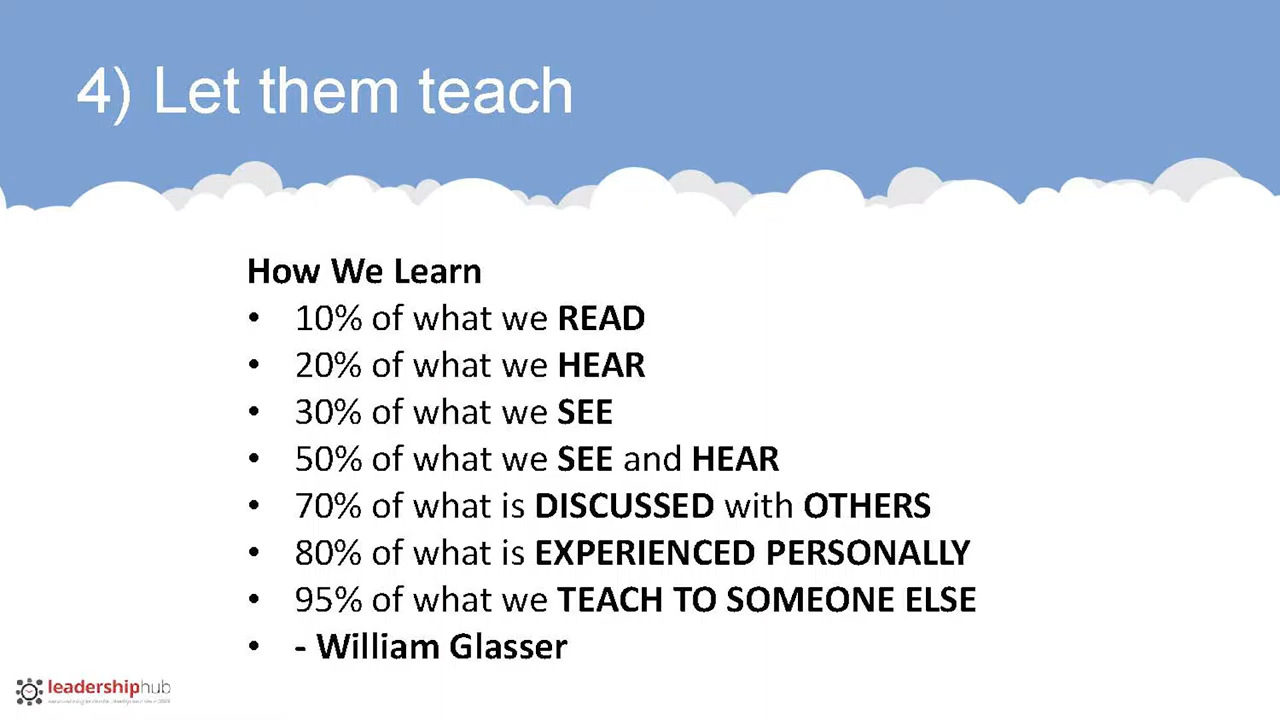 4) Let them teach
How We Learn
• 10% of what we READ
• 20% of what we HEAR
• 30% of what we SEE
• 50% of what we SEE and HEAR
• 70% of what is DISCUSSED with OTHERS
• 80% of what is EXPERIENCED PERSONALLY
• 95% of what we TEACH TO SOMEONE ELSE
• - William Glasser
leadershiphub